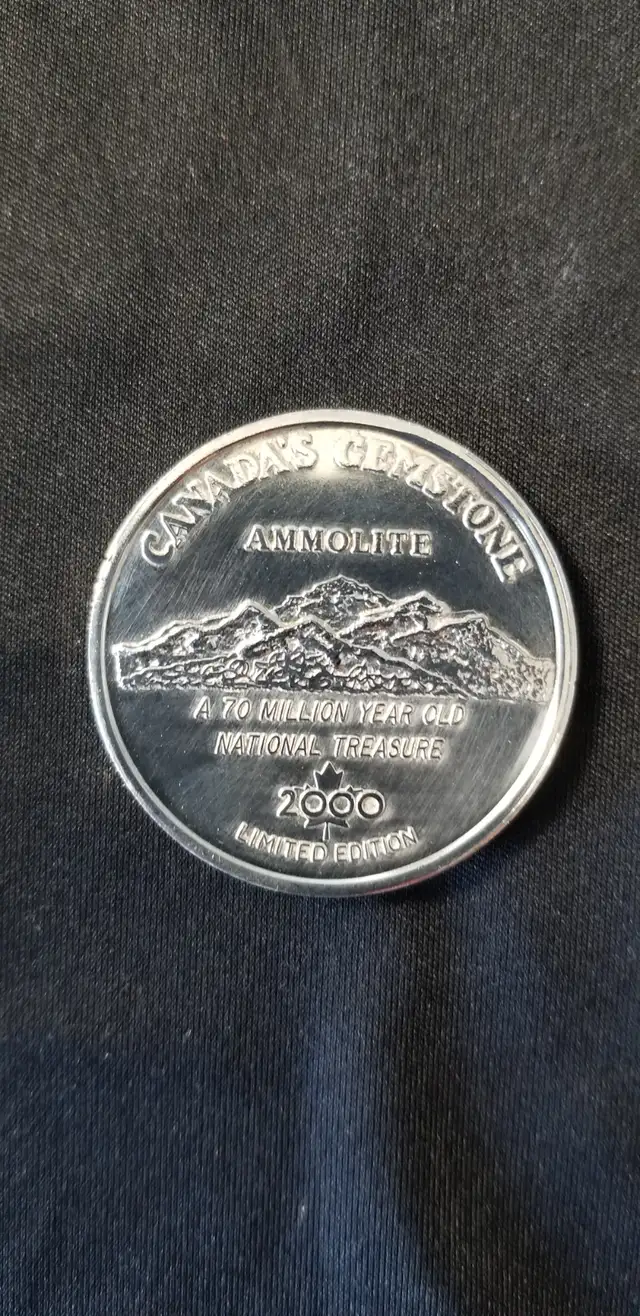 CANADA'S GEMSTONE
AMMOLITE
A 70 MILLION YEAR OLD
NATIONAL TREASURE
2000
LIMITED EDITION